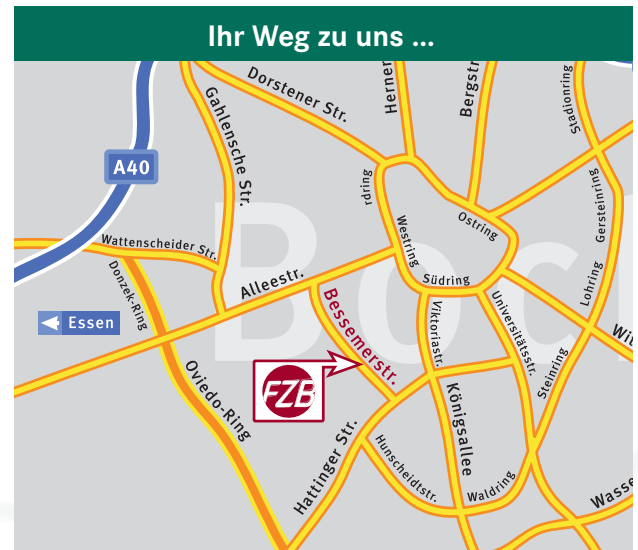 Ihr Weg zu uns ...
Dorstener Str.
Herner
Bergstr
Stadionring
Gahlensche Str.
A40
rdring
Gersteinring
Ostring
Westring
Wattenscheider Str.
Donzek-Ring
Alleestr.
Südring
Lohring
Boc
Essen
Bessemerstr.
Viktoriastr.
Universitätsstr.
Wit
FZB
Steinring
Oviedo-Ring
Königsallee
Hattinger Str.
Hunscheidtstr.
Waldring
Wasse